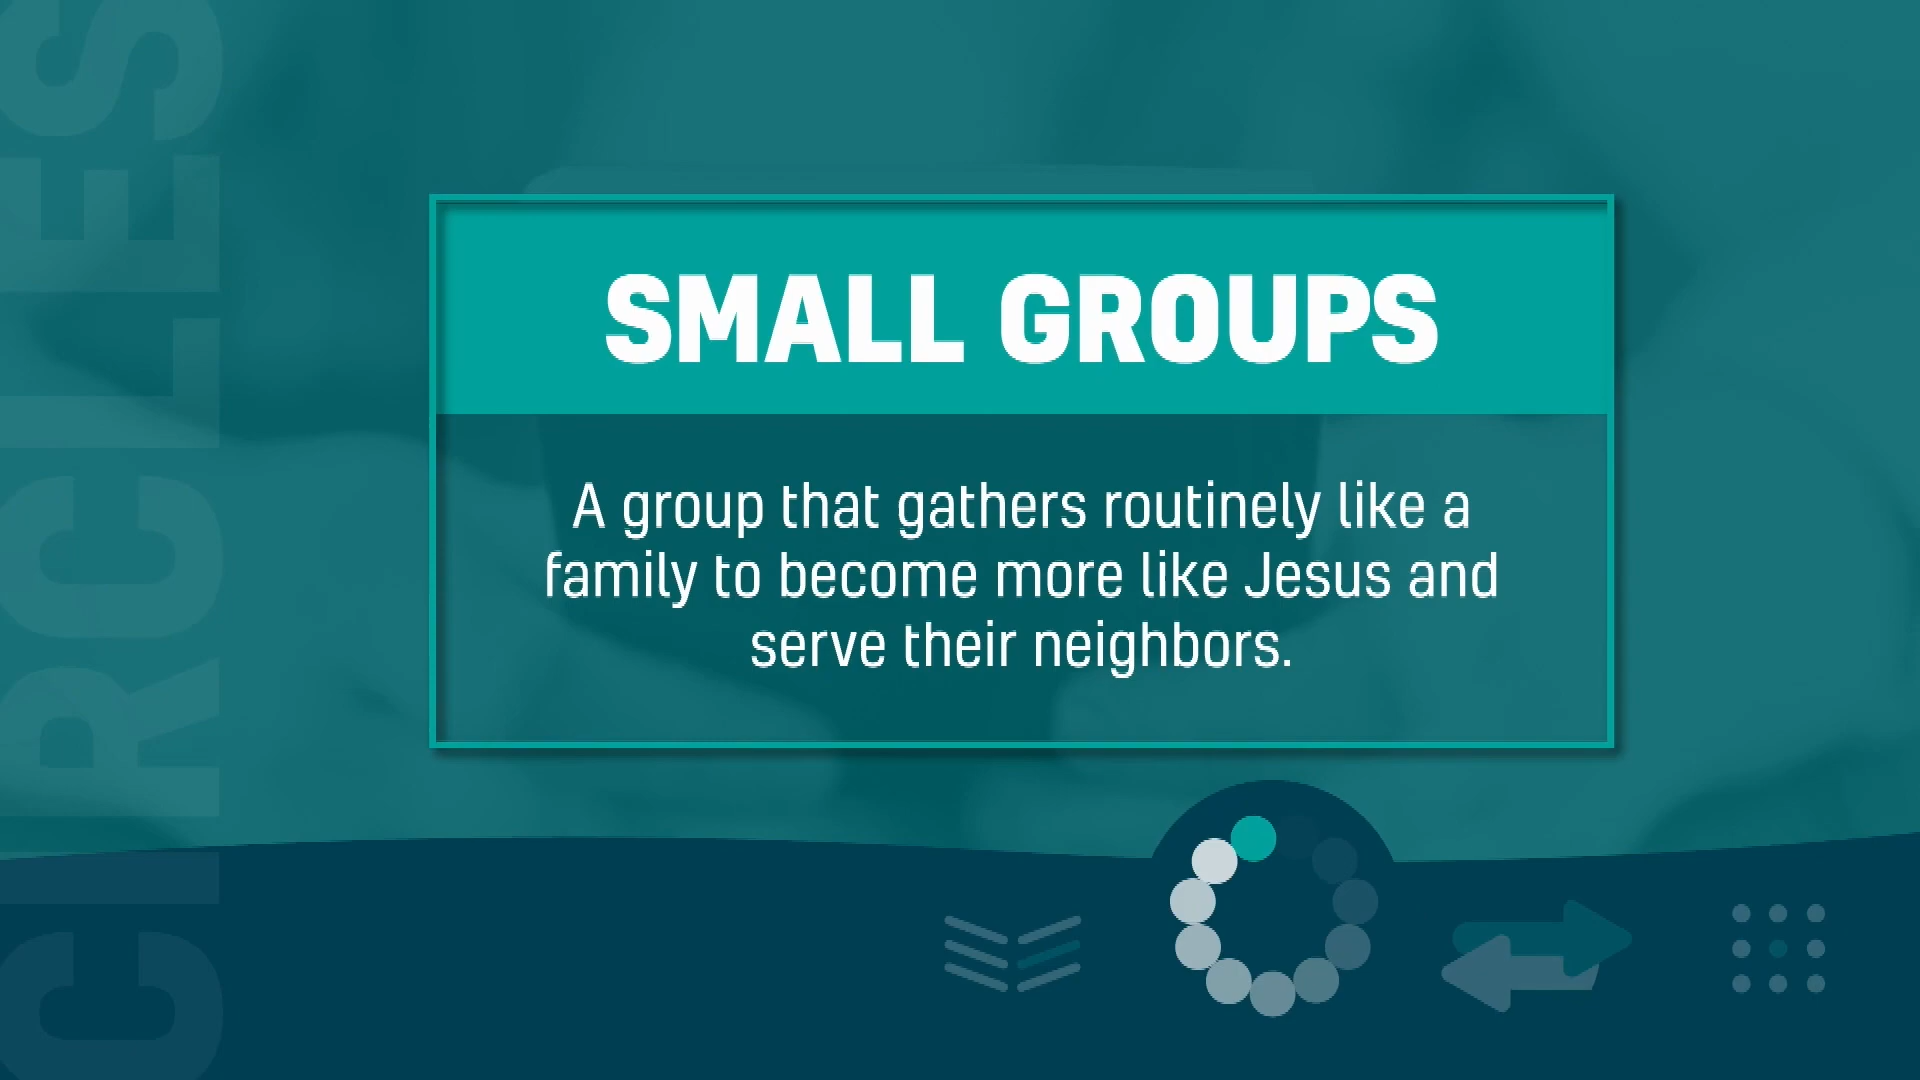 CIRCLES
SMALL GROUPS
A group that gathers routinely like a
family to become more like Jesus and
serve their neighbors.